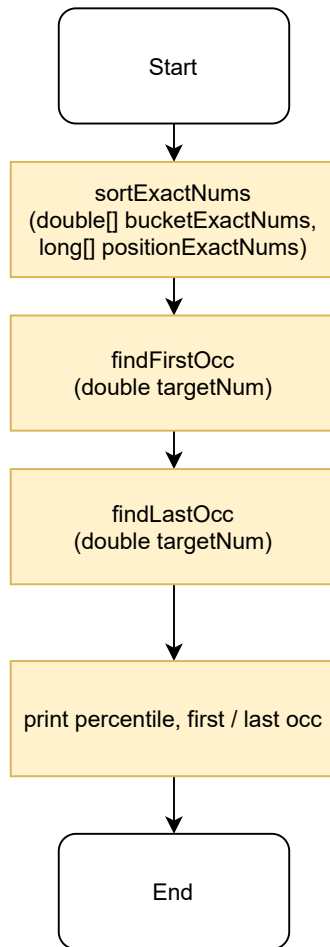 Start
sortExactNums
(double[] bucketExactNums,
long[] positionExactNums)
findFirstOcc
(double targetNum)
findLastOcc
(double targetNum)
print percentile, first / last occ
End